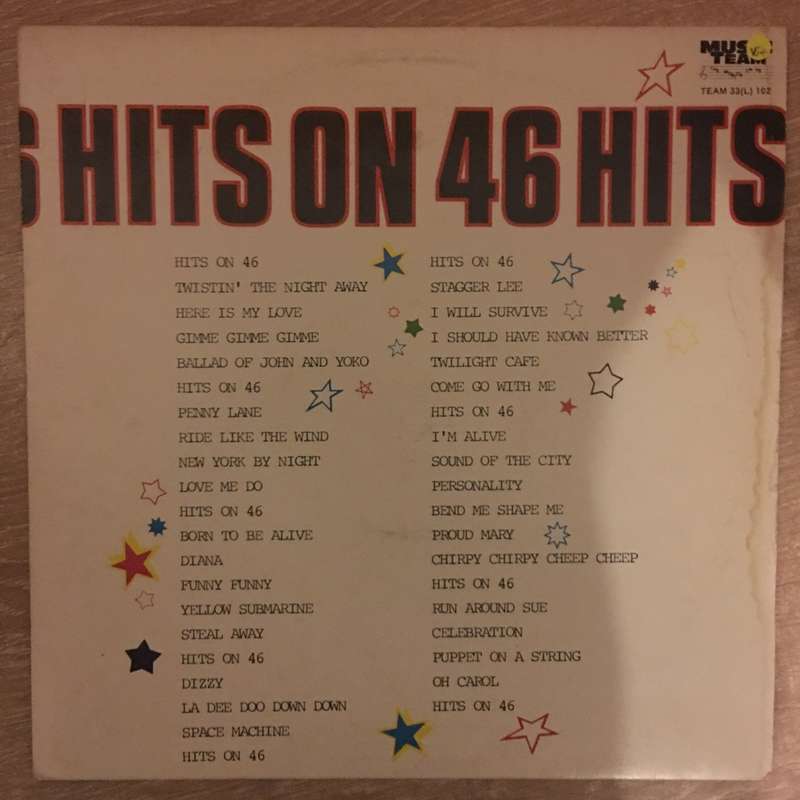 MUSIC
TEAM
TEAM 33(L) 102
6 HITS ON 46 HITS
HITS ON 46
TWISTIN' THE NIGHT AWAY
HERE IS MY LOVE
GIMME GIMME GIMME
BALLAD OF JOHN AND YOKO
HITS ON 46
PENNY LANE
RIDE LIKE THE WIND
NEW YORK BY NIGHT
LOVE ME DO
HITS ON 46
BORN TO BE ALIVE
DIANA
FUNNY FUNNY
YELLOW SUBMARINE
STEAL AWAY
HITS ON 46
DIZZY
LA DEE DOO DOWN DOWN
SPACE MACHINE
HITS ON 46
HITS ON 46
STAGGER LEE
I WILL SURVIVE
I SHOULD HAVE KNOWN BETTER
TWILIGHT CAFE
COME GO WITH ME
HITS ON 46
I'M ALIVE
SOUND OF THE CITY
PERSONALITY
BEND ME SHAPE ME
PROUD MARY
CHIRPY CHIRPY CHEEP CHEEP
HITS ON 46
RUN AROUND SUE
CELEBRATION
PUPPET ON A STRING
OH CAROL
HITS ON 46